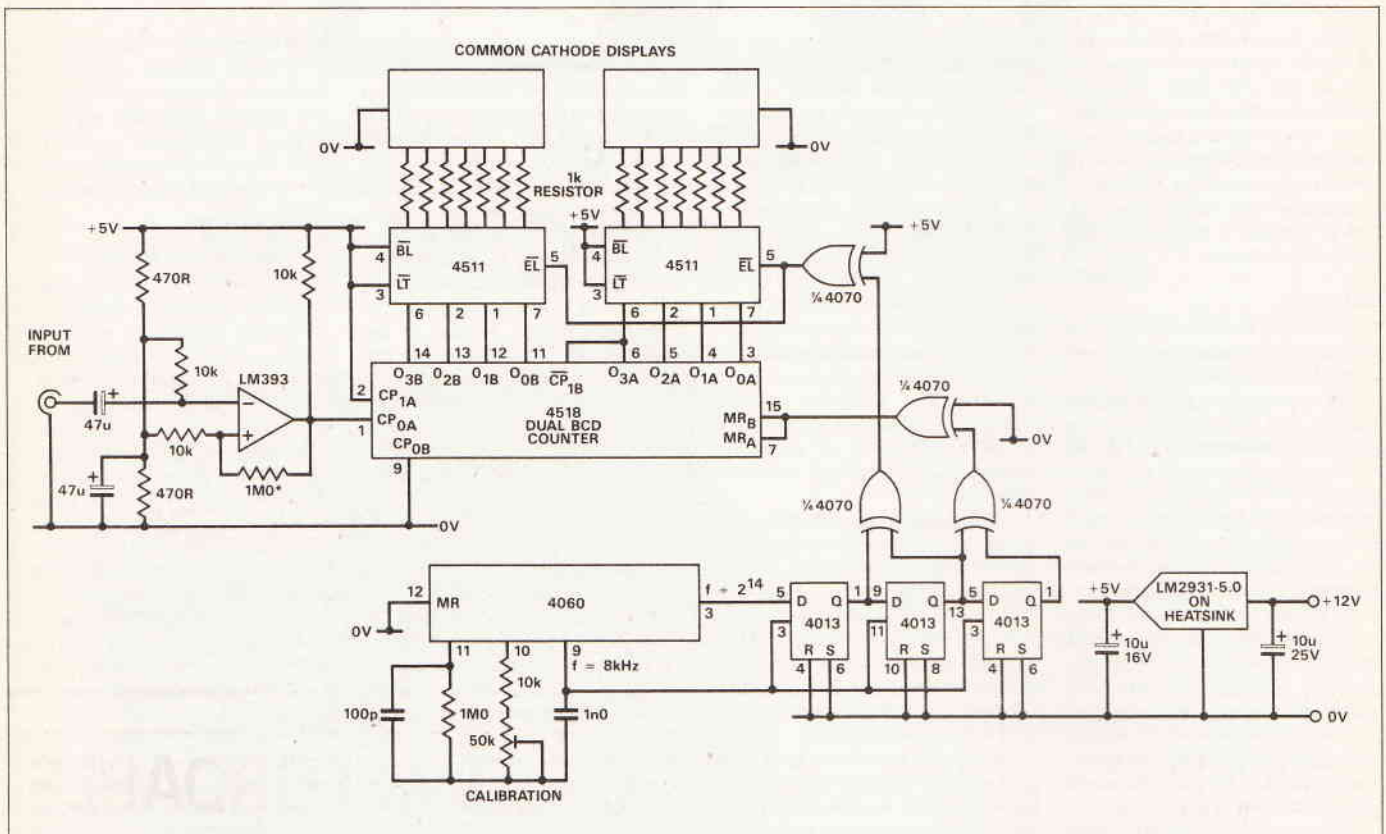 COMMON CATHODE DISPLAYS
0V
0V
1k
RESISTOR
+5V
+5V
+5V
470R
10k
BL
4
LT
3
4511
EL
5
BL
4
LT
3
4511
EL
5
¼ 4070
6
2
1
7
6
2
1
7
INPUT
FROM
10k
LM393
47u
10k
1M0*
47u
470R
14
13
12
11
6
5
4
3
O3B
O2B
O1B
O0B
CP1B
O3A
O2A
O1A
O0A
2
CP1A
1
CP0A
CP0B
9
4518
DUAL BCD
COUNTER
MRB
15
MRA
7
¼ 4070
0V
0V
¼ 4070
¼ 4070
12
MR
4060
f ÷ 2¹⁴
3
0V
11
10
9
f = 8kHz
100p
1M0
10k
50k
1n0
CALIBRATION
5
D
Q
1
9
D
Q
13
5
D
Q
1
3
4013
11
4013
3
4013
R
S
R
S
R
S
4
6
10
8
4
6
+5V
LM2931-5.0
ON
HEATSINK
+12V
10u
16V
10u
25V
0V